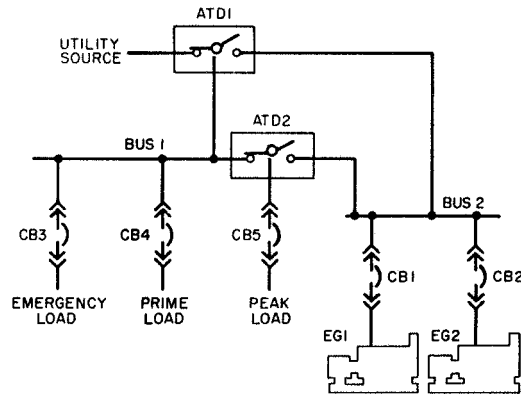 ATD1
UTILITY
SOURCE
ATD2
BUS 1
BUS 2
CB3
CB4
CB5
CB1
CB2
EMERGENCY
LOAD
PRIME
LOAD
PEAK
LOAD
EG1
EG2